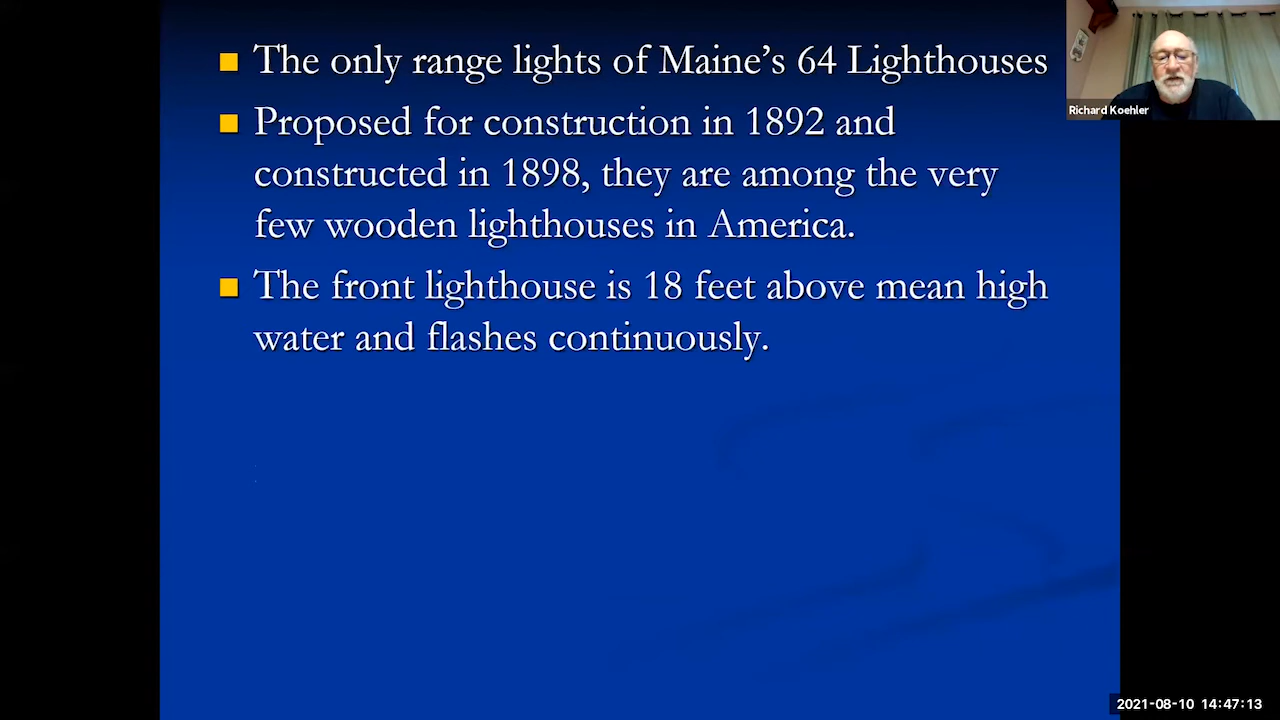 The only range lights of Maine’s 64 Lighthouses
Proposed for construction in 1892 and
constructed in 1898, they are among the very
few wooden lighthouses in America.
The front lighthouse is 18 feet above mean high
water and flashes continuously.
Richard Koehler
2021-08-10 14:47:13